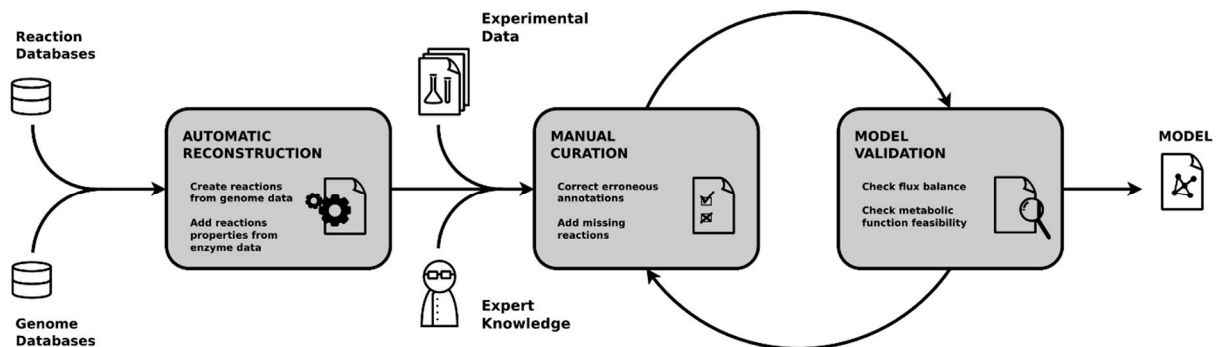 Reaction
Databases
Genome
Databases
AUTOMATIC
RECONSTRUCTION
Create reactions
from genome data
Add reactions
properties from
enzyme data
Experimental
Data
Expert
Knowledge
MANUAL
CURATION
Correct erroneous
annotations
Add missing
reactions
MODEL
VALIDATION
Check flux balance
Check metabolic
function feasibility
MODEL